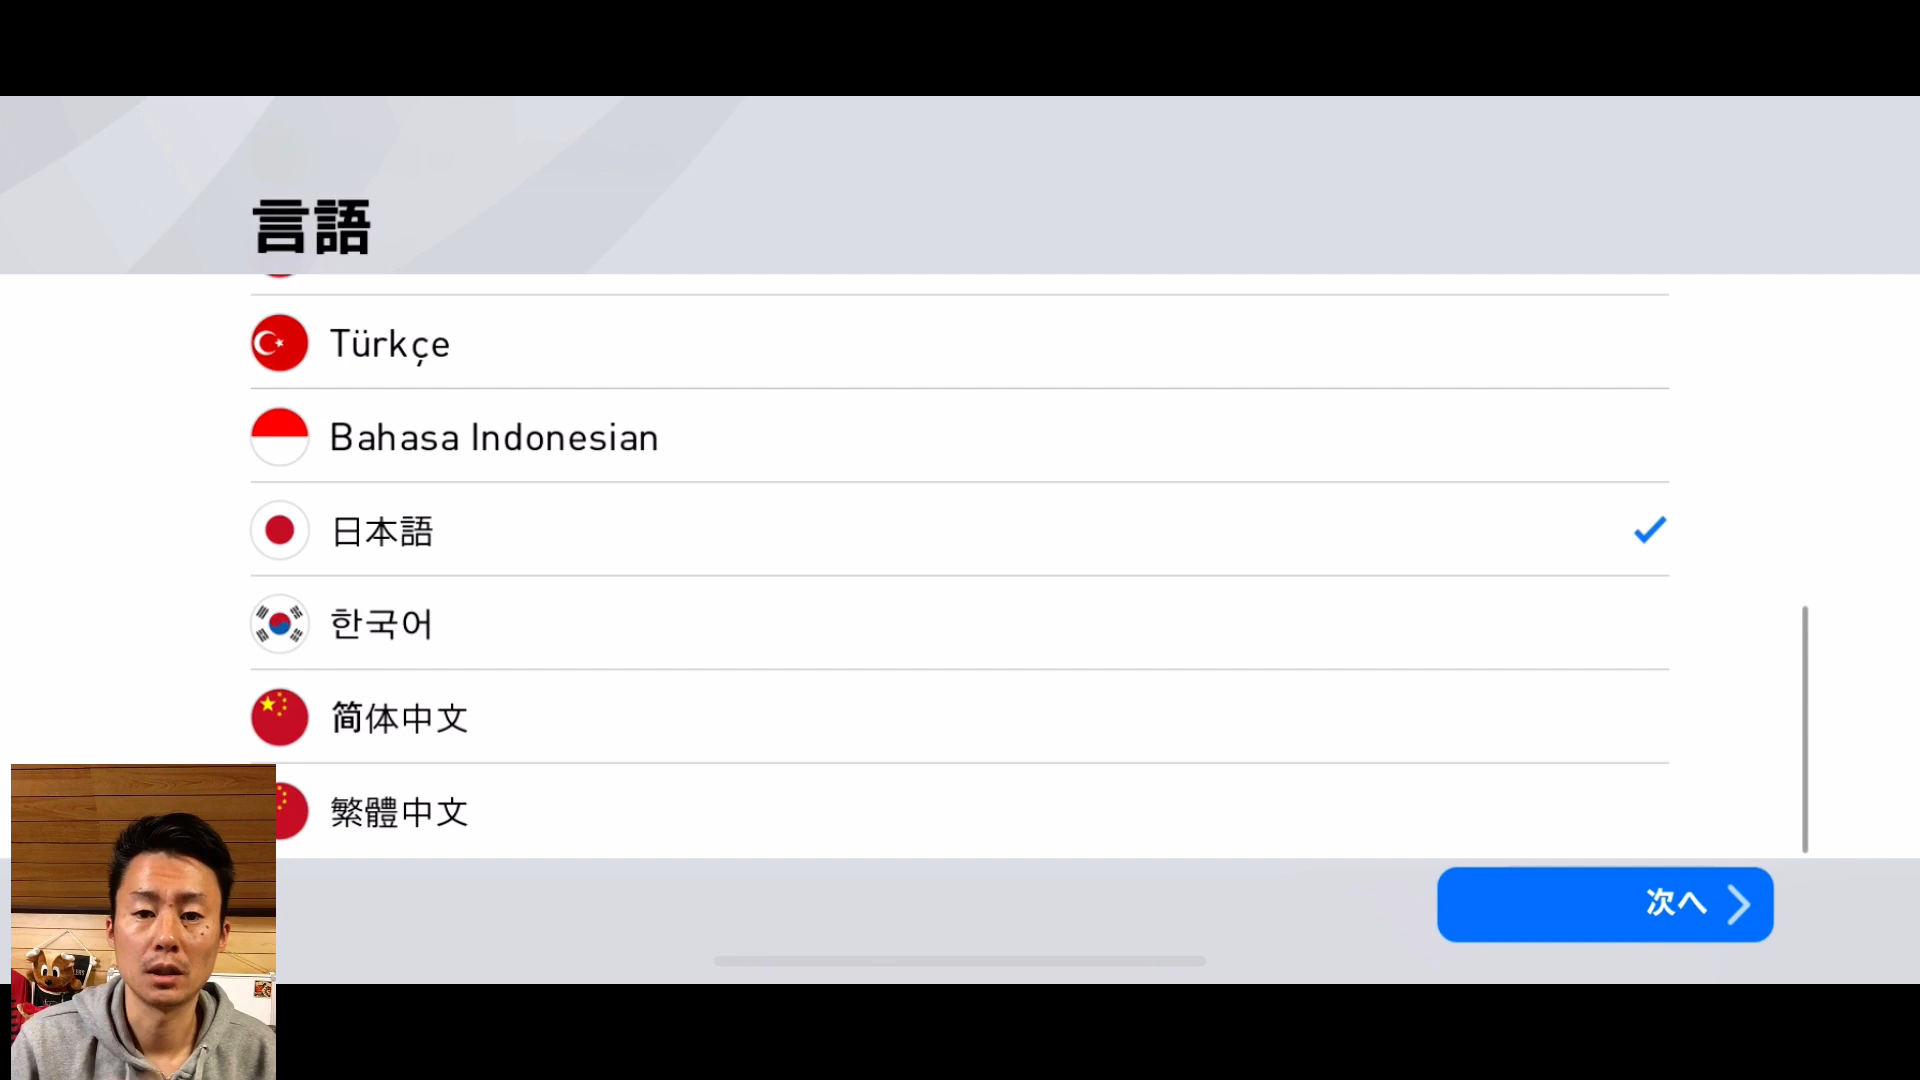 言語
Türkçe
Bahasa Indonesian
日本語
한국어
简体中文
繁體中文
次へ